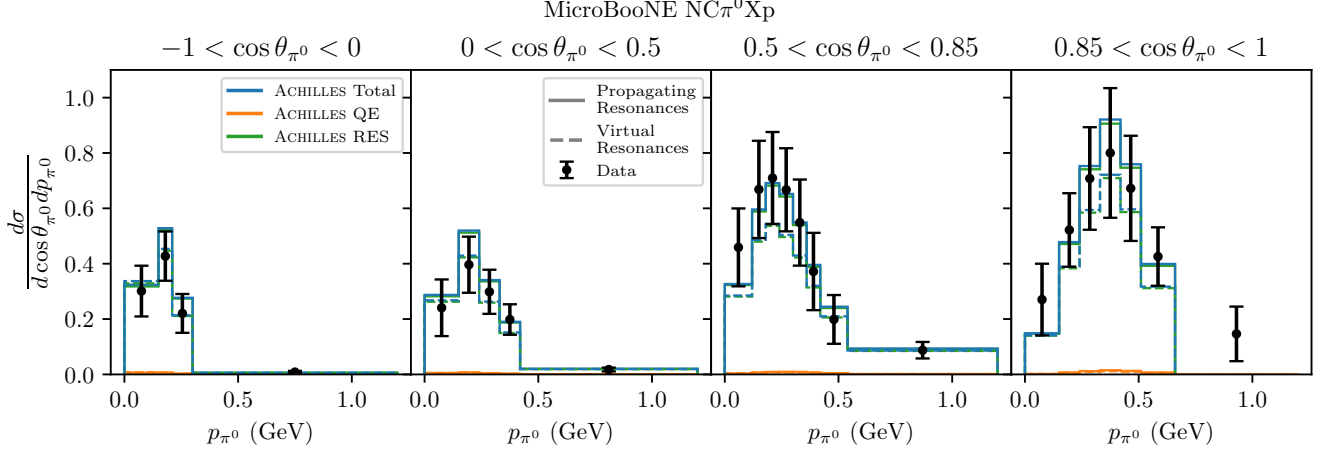 MicroBooNE NCπ⁰Xp
−1 < cos θ_π⁰ < 0
0 < cos θ_π⁰ < 0.5
0.5 < cos θ_π⁰ < 0.85
0.85 < cos θ_π⁰ < 1
dσ
d cos θ_π⁰ dp_π⁰
1.0
0.8
0.6
0.4
0.2
0.0
ACHILLES Total
ACHILLES QE
ACHILLES RES
Propagating
Resonances
Virtual
Resonances
Data
0.0 0.5 1.0
0.0 0.5 1.0
0.0 0.5 1.0
0.0 0.5 1.0
p_π⁰ (GeV)
p_π⁰ (GeV)
p_π⁰ (GeV)
p_π⁰ (GeV)